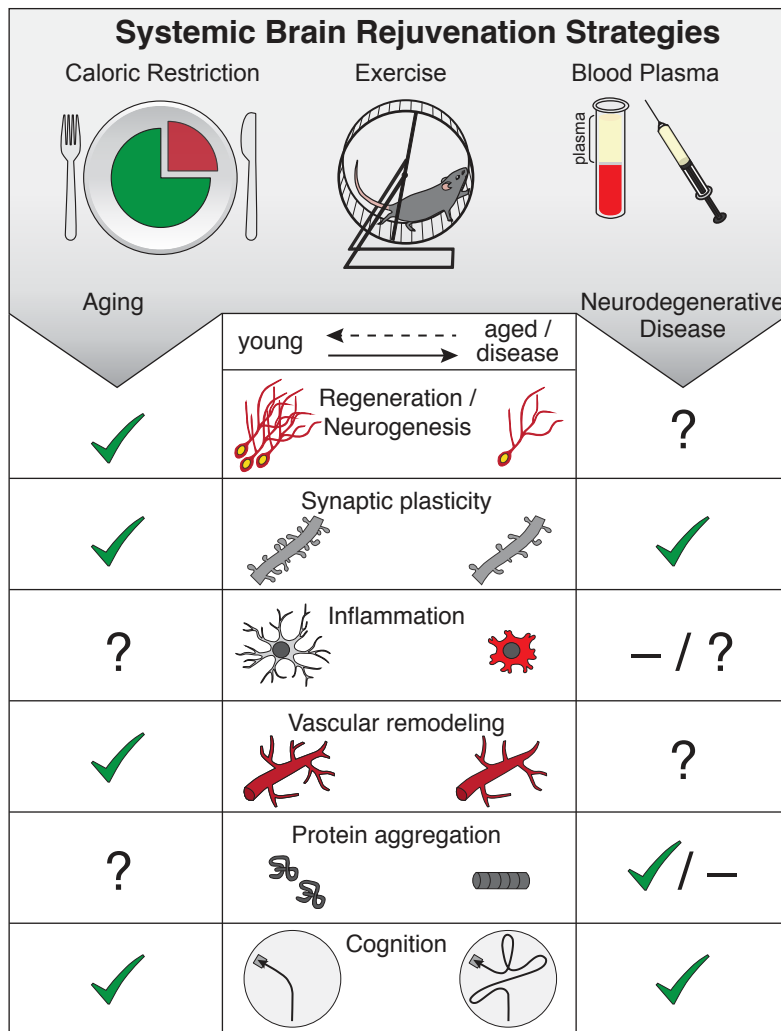 Systemic Brain Rejuvenation Strategies
Caloric Restriction
Exercise
Blood Plasma
plasma
Aging
Neurodegenerative
Disease
young
aged /
disease
Regeneration /
Neurogenesis
?
Synaptic plasticity
?
Inflammation
– / ?
Vascular remodeling
?
?
Protein aggregation
/ –
Cognition